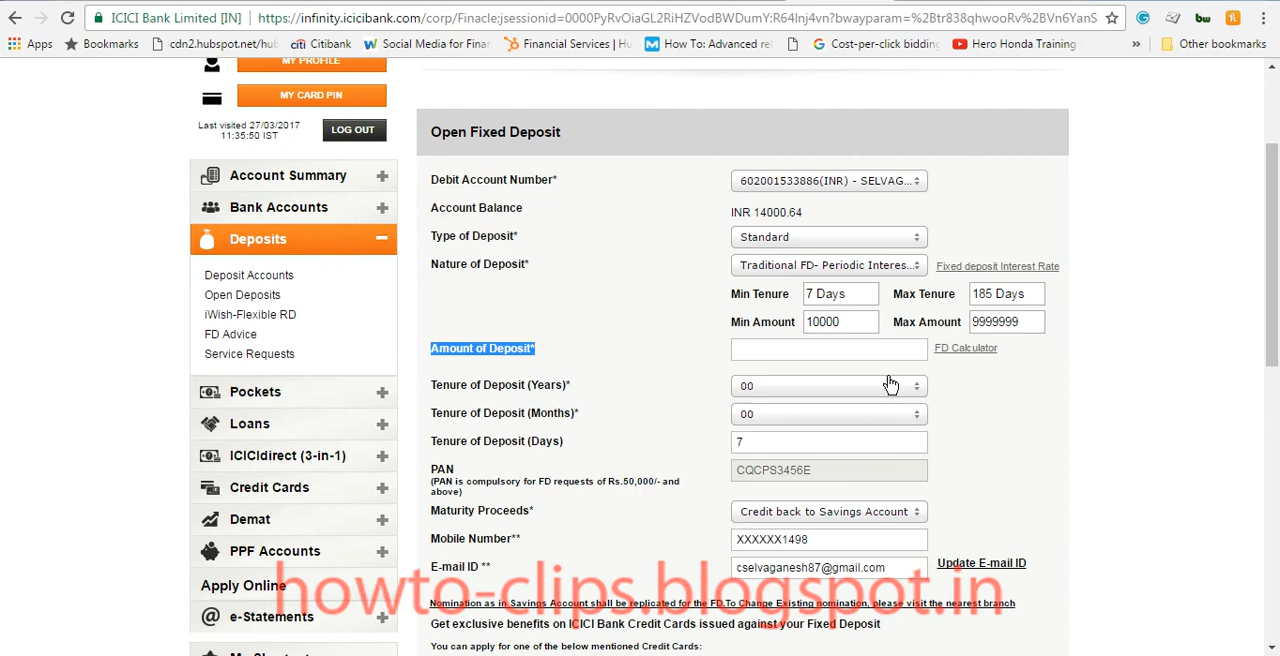 ICICI Bank Limited [IN]
https://infinity.icicibank.com/corp/Finacle;jsessionid=0000PyRvOiaGL2RiHZVodBWDumY:R64Inj4vn?bwayparam=%2Btr838qhwooRv%2BVn6YanS
bw
Apps
Bookmarks
cdn2.hubspot.net/hu
citi Citibank
Social Media for Fina
Financial Services | H
How To: Advanced re
Cost-per-click bidding
Hero Honda Training
»
Other bookmarks
MY PROFILE
MY CARD PIN
Last visited 27/03/2017
11:35:50 IST
LOG OUT
Account Summary
Bank Accounts
Deposits
Deposit Accounts
Open Deposits
iWish-Flexible RD
FD Advice
Service Requests
Pockets
Loans
ICICIdirect (3-in-1)
Credit Cards
Demat
PPF Accounts
Apply Online
e-Statements
Open Fixed Deposit
Debit Account Number* 602001533886(INR) - SELVAG...
Account Balance INR 14000.64
Type of Deposit* Standard
Nature of Deposit* Traditional FD- Periodic Interes... Fixed deposit Interest Rate
Min Tenure 7 Days Max Tenure 185 Days
Min Amount 10000 Max Amount 9999999
Amount of Deposit* FD Calculator
Tenure of Deposit (Years)* 00
Tenure of Deposit (Months)* 00
Tenure of Deposit (Days) 7
PAN CQCPS3456E
(PAN is compulsory for FD requests of Rs.50,000/- and
above)
Maturity Proceeds* Credit back to Savings Account
Mobile Number** XXXXXX1498
E-mail ID ** cselvaganesh87@gmail.com Update E-mail ID
howto-clips.blogspot.in
Nomination as in Savings Account shall be replicated for the FD.To Change Existing nomination, please visit the nearest branch
Get exclusive benefits on ICICI Bank Credit Cards issued against your Fixed Deposit
You can apply for one of the below mentioned Credit Cards: